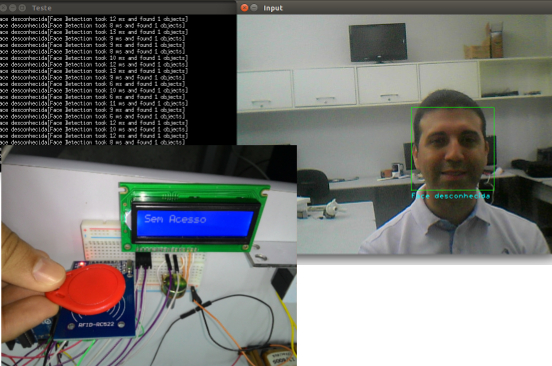 Teste
ace desconhecida[Face Detection took 12 ms and found 1 objects]
ace desconhecida[Face Detection took 8 ms and found 1 objects]
ace desconhecida[Face Detection took 13 ms and found 1 objects]
ace desconhecida[Face Detection took 9 ms and found 1 objects]
ace desconhecida[Face Detection took 9 ms and found 1 objects]
ace desconhecida[Face Detection took 8 ms and found 1 objects]
ace desconhecida[Face Detection took 10 ms and found 1 objects]
ace desconhecida[Face Detection took 12 ms and found 1 objects]
ace desconhecida[Face Detection took 13 ms and found 1 objects]
ace desconhecida[Face Detection took 9 ms and found 1 objects]
ace desconhecida[Face Detection took 6 ms and found 1 objects]
ace desconhecida[Face Detection took 10 ms and found 1 objects]
ace desconhecida[Face Detection took 6 ms and found 1 objects]
ace desconhecida[Face Detection took 11 ms and found 1 objects]
ace desconhecida[Face Detection took 9 ms and found 1 objects]
ace desconhecida[Face Detection took 6 ms and found 1 objects]
ace desconhecida[Face Detection took 12 ms and found 1 objects]
ace desconhecida[Face Detection took 10 ms and found 1 objects]
ace desconhecida[Face Detection took 12 ms and found 1 objects]
ace desconhecida[Face Detection took 8 ms and found 1 objects]
Input
Face desconhecida
Sem Acesso
RFID-RC522